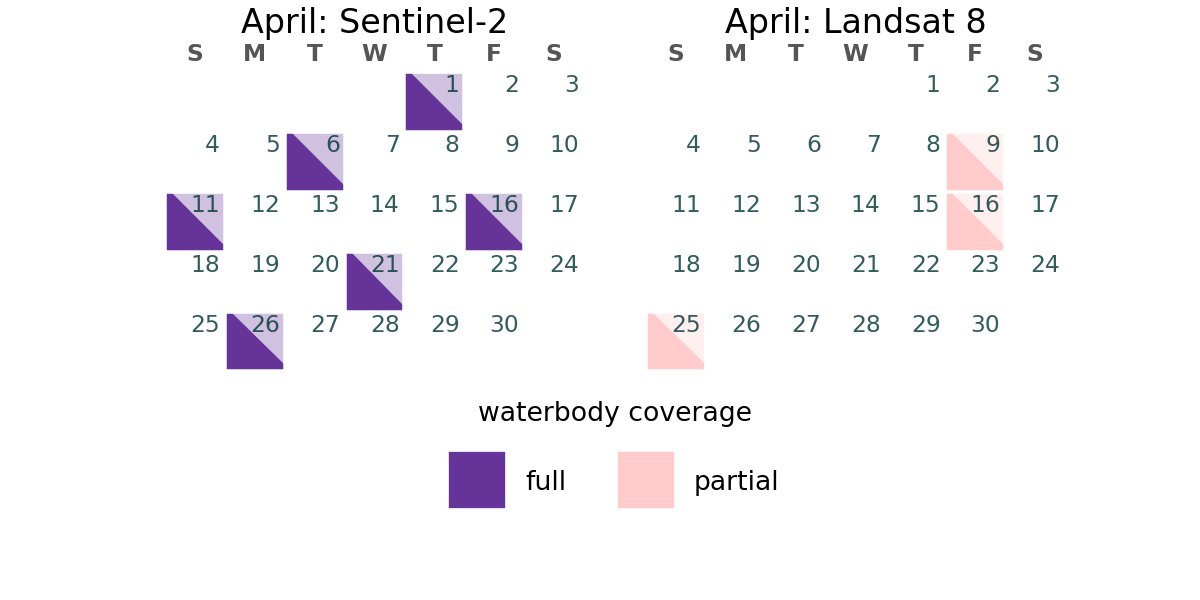 April: Sentinel-2
S M T W T F S
1 2 3
4 5 6 7 8 9 10
11 12 13 14 15 16 17
18 19 20 21 22 23 24
25 26 27 28 29 30
April: Landsat 8
S M T W T F S
1 2 3
4 5 6 7 8 9 10
11 12 13 14 15 16 17
18 19 20 21 22 23 24
25 26 27 28 29 30
waterbody coverage
full partial